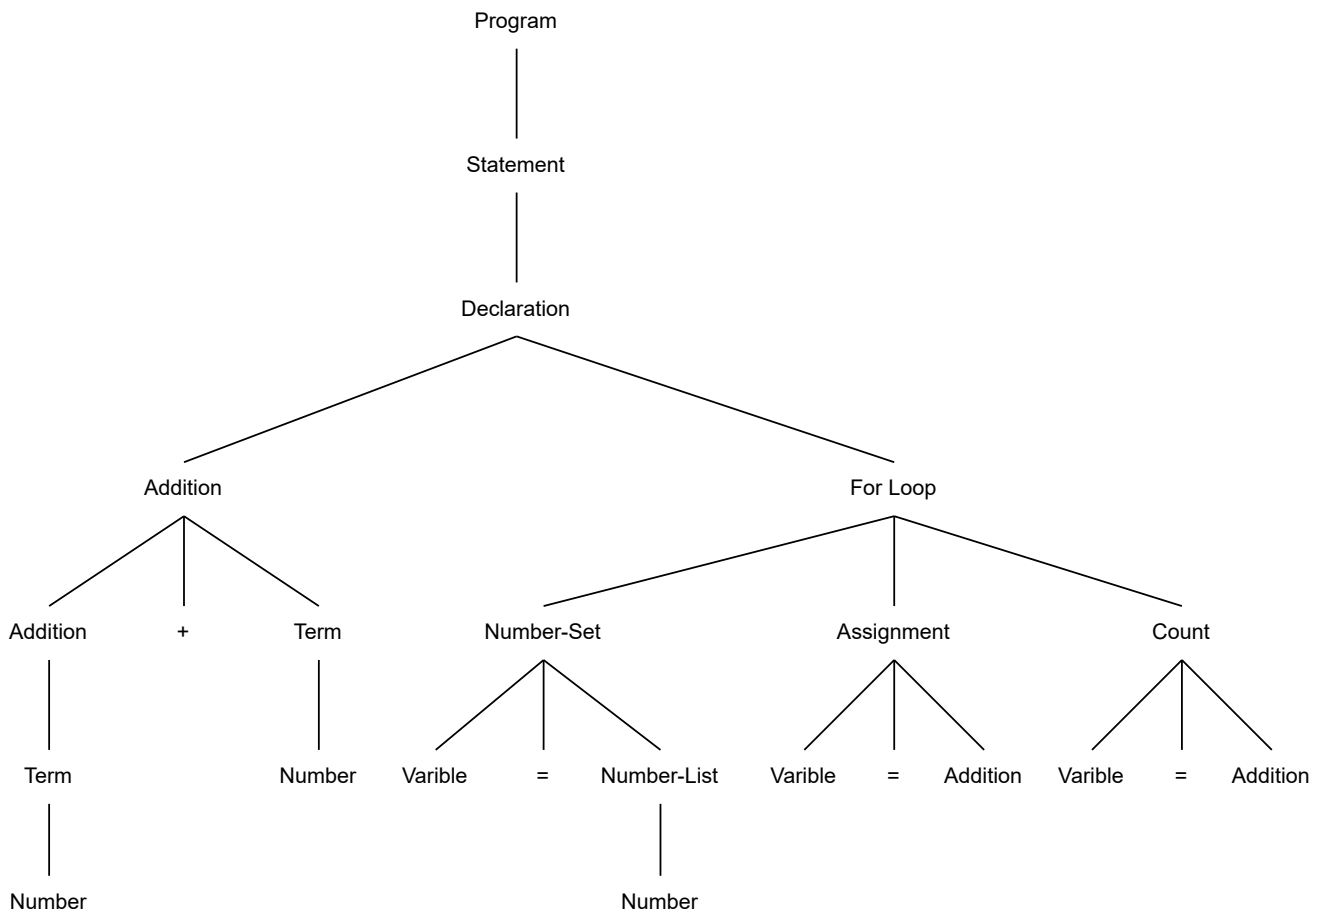 Program
Statement
Declaration
Addition For Loop
Addition + Term Number-Set Assignment Count
Term Number Varible = Number-List Varible = Addition Varible = Addition
Number Number